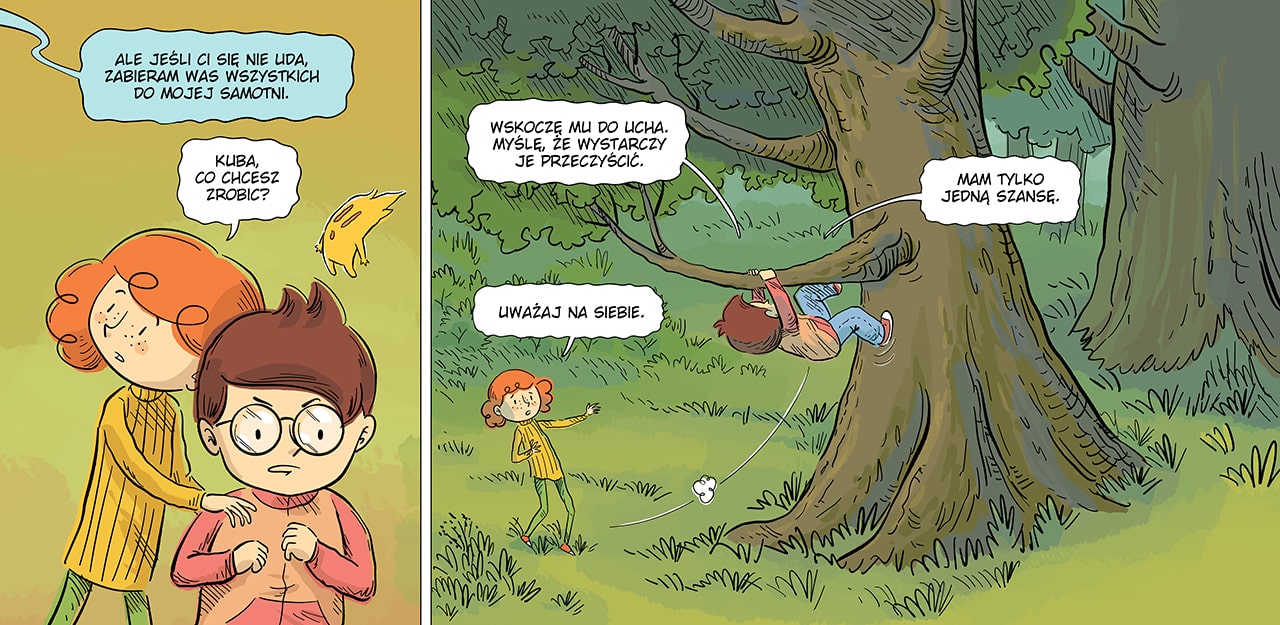 ALE JEŚLI CI SIĘ NIE UDA,
ZABIERAM WAS WSZYSTKICH
DO MOJEJ SAMOTNI.
KUBA,
CO CHCESZ
ZROBIĆ?
WSKOCZĘ MU DO UCHA.
MYŚLĘ, ŻE WYSTARCZY
JE PRZECZYŚCIĆ.
MAM TYLKO
JEDNĄ SZANSĘ.
UWAŻAJ NA SIEBIE.